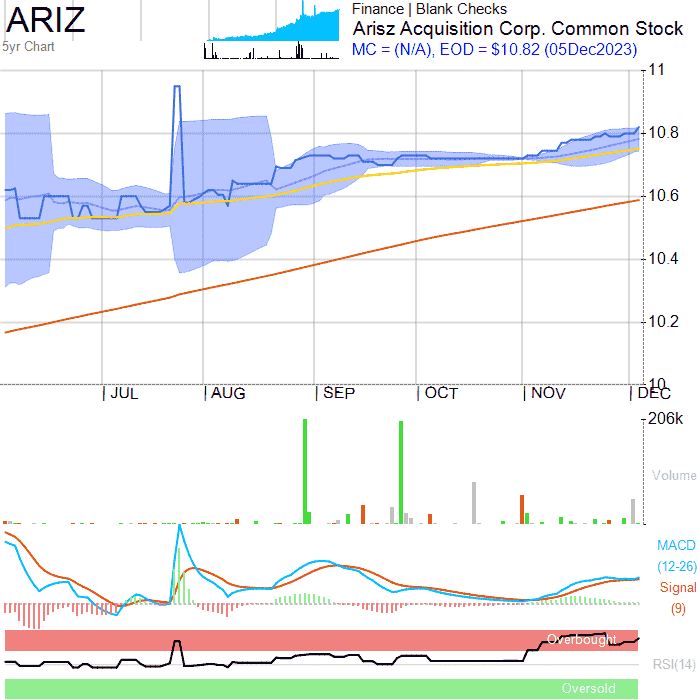 ARIZ
5yr Chart
Finance | Blank Checks
Arisz Acquisition Corp. Common Stock
MC = (N/A), EOD = $10.82 (05Dec2023)
11
10.8
10.6
10.4
10.2
10
JUL AUG SEP OCT NOV DEC
206k
Volume
MACD
(12-26)
Signal
(9)
Overbought
RSI(14)
Oversold